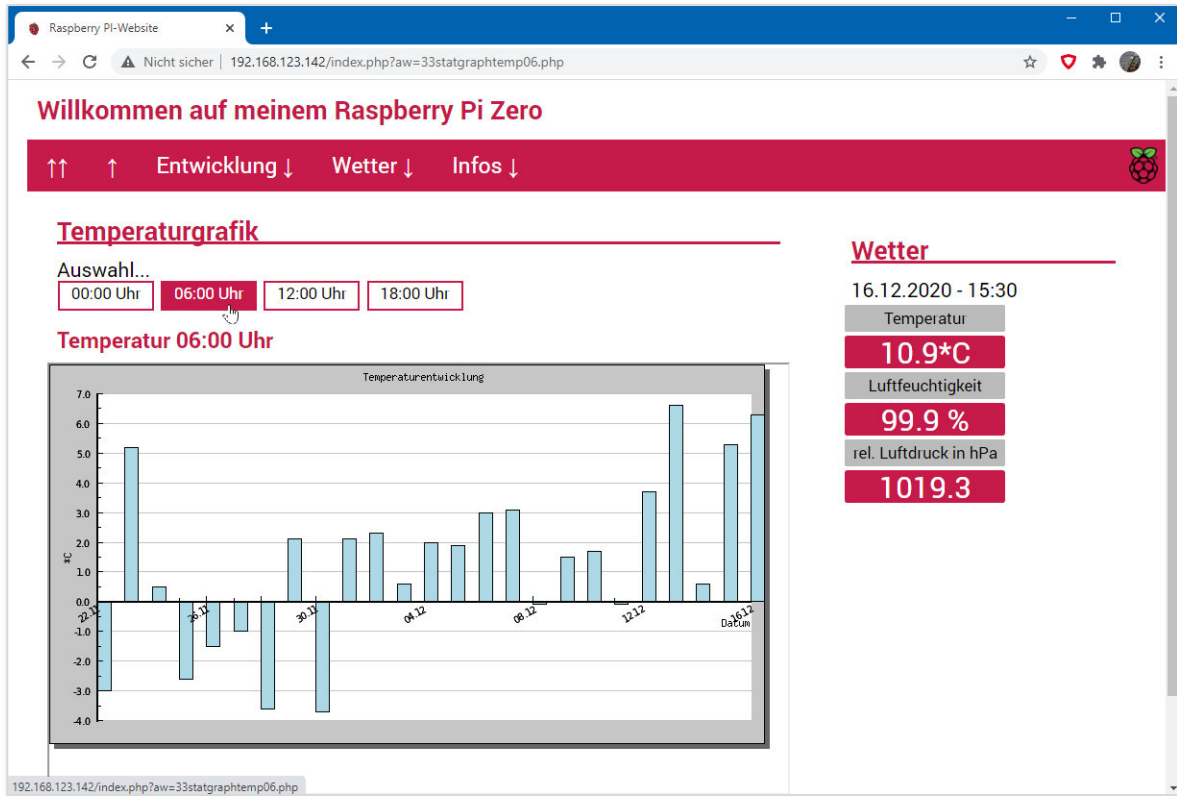 Raspberry PI-Website
Nicht sicher | 192.168.123.142/index.php?aw=33statgraphtemp06.php
Willkommen auf meinem Raspberry Pi Zero
↑↑ ↑ Entwicklung ↓ Wetter ↓ Infos ↓
Temperaturgrafik
Auswahl...
00:00 Uhr 06:00 Uhr 12:00 Uhr 18:00 Uhr
Temperatur 06:00 Uhr
Temperaturentwicklung
7.0
6.0
5.0
4.0
3.0
2.0
*C
1.0
0.0
22.11 26.11 30.11 04.12 08.12 12.12 16.12
Datum
-1.0
-2.0
-3.0
-4.0
Wetter
16.12.2020 - 15:30
Temperatur
10.9*C
Luftfeuchtigkeit
99.9 %
rel. Luftdruck in hPa
1019.3
192.168.123.142/index.php?aw=33statgraphtemp06.php